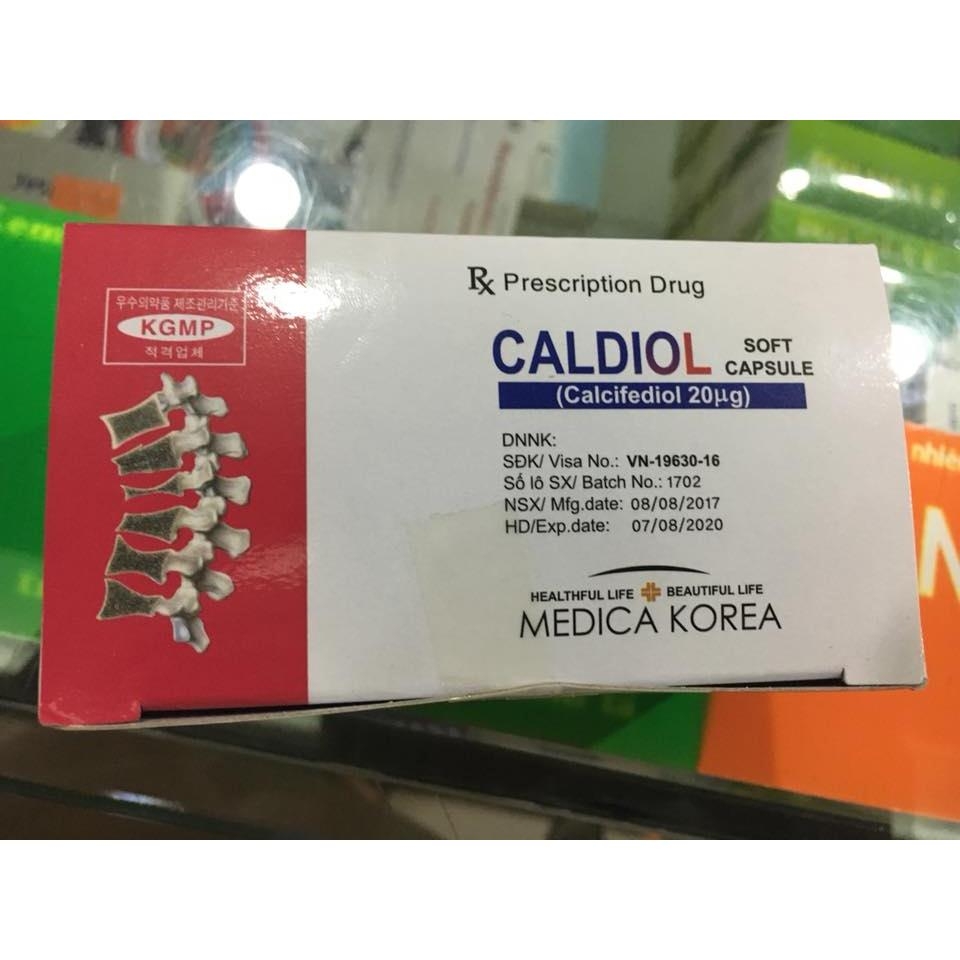 우수의약품 제조관리기준
KGMP
적격업체
Rx Prescription Drug
CALDIOL SOFT CAPSULE
(Calcifediol 20µg)
DNNK:
SĐK/ Visa No.: VN-19630-16
Số lô SX/ Batch No.: 1702
NSX/ Mfg.date: 08/08/2017
HD/Exp.date: 07/08/2020
HEALTHFUL LIFE BEAUTIFUL LIFE
MEDICA KOREA
nhiê